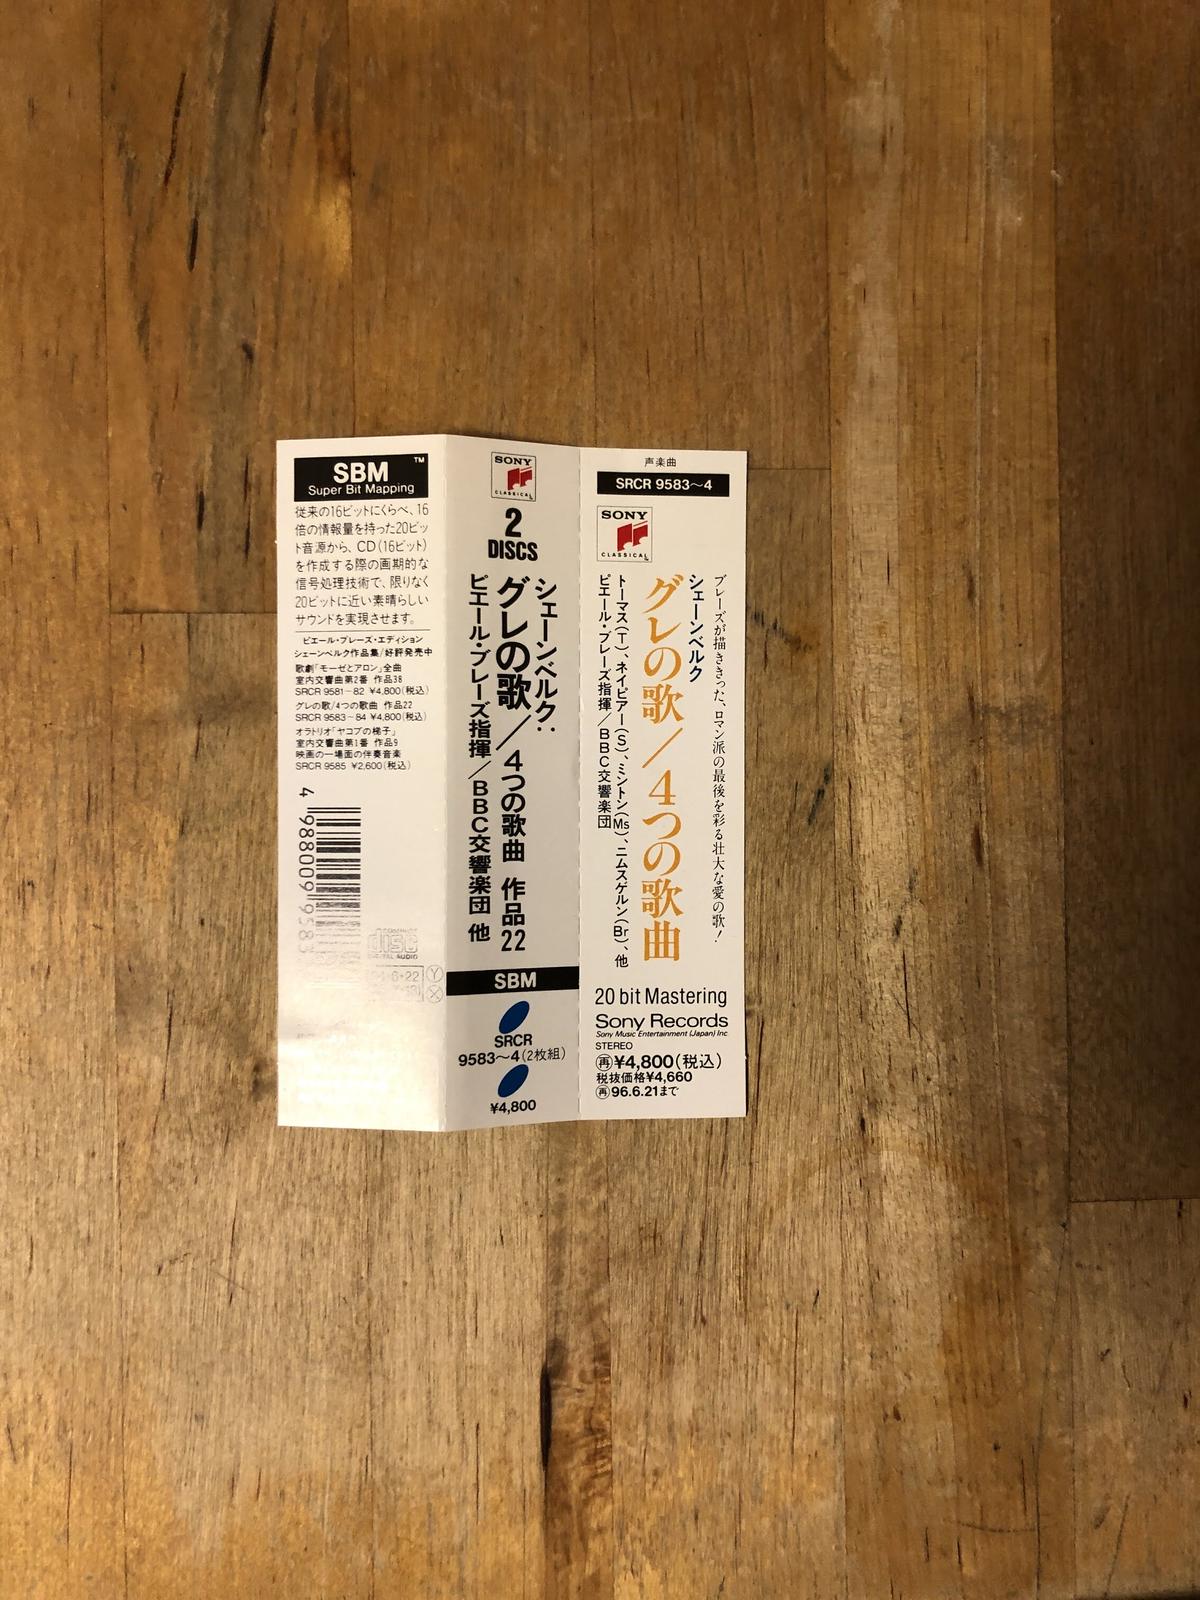 SBM
TM
Super Bit Mapping
従来の16ビットにくらべ、16
倍の情報量を持った20ビッ
ト音源から、CD(16ビット)
を作成する際の画期的な
信号処理技術で、限りなく
20ビットに近い素晴らしい
サウンドを実現させます。
ピエール・ブレーズ・エディション
シェーンベルク作品集/好評発売中
歌劇「モーゼとアロン」全曲
室内交響曲第2番 作品38
SRCR 9581~82 ¥4,800(税込)
グレの歌/4つの歌曲 作品22
SRCR 9583~84 ¥4,800(税込)
オラトリオ「ヤコブの梯子」
室内交響曲第1番 作品9
映画の一場面の伴奏音楽
SRCR 9585 ¥2,600(税込)
4 988009 9583
disc
DIGITAL AUDIO
6・22
Y
X
SONY
CLASSICAL
2
DISCS
シェーンベルク:
グレの歌/4つの歌曲 作品22
ピエール・ブレーズ指揮/BBC交響楽団 他
SBM
SRCR
9583~4(2枚組)
¥4,800
声楽曲
SRCR 9583~4
SONY
CLASSICAL
ブレーズが描ききった、ロマン派の最後を彩る壮大な愛の歌!
シェーンベルク
グレの歌/4つの歌曲
トーマス(T)、ネイピアー(S)、ミントン(Ms)、ニムスゲルン(Br)、他
ピエール・ブレーズ指揮/BBC交響楽団
20 bit Mastering
Sony Records
Sony Music Entertainment (Japan) Inc.
STEREO
再 ¥4,800(税込)
税抜価格¥4,660
再 96.6.21まで